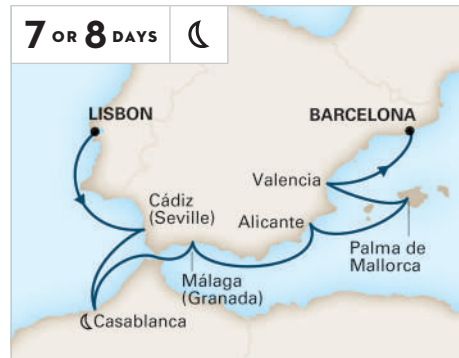 7 OR 8 DAYS
LISBON
BARCELONA
Valencia
Cádiz
(Seville)
Alicante
Palma de
Mallorca
Málaga
(Granada)
Casablanca